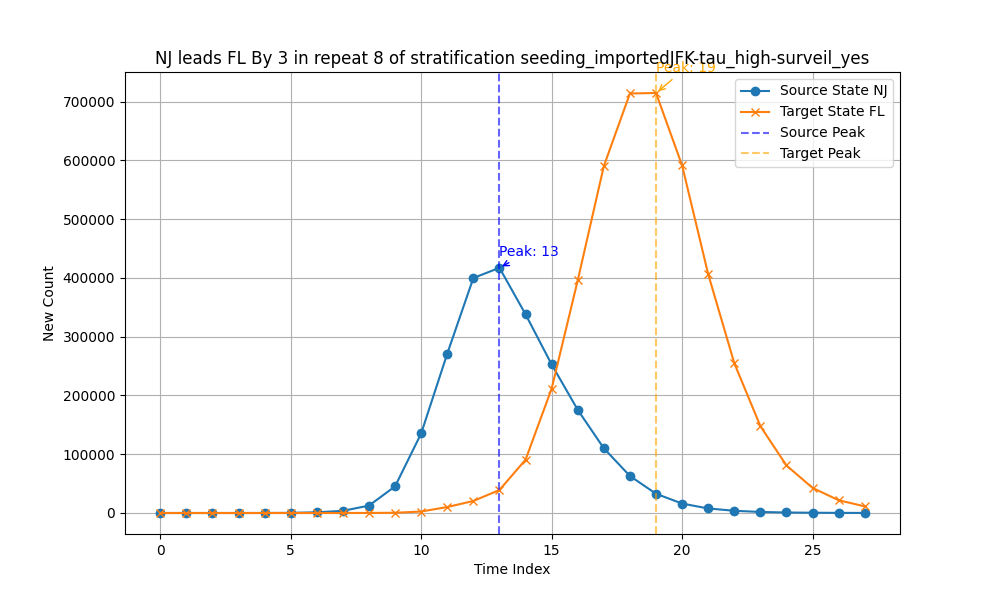 NJ leads FL By 3 in repeat 8 of stratification seeding_importedJFK-tau_high-surveil_yes
Peak: 19
Source State NJ
Target State FL
Source Peak
Target Peak
Peak: 13
New Count
700000
600000
500000
400000
300000
200000
100000
0
0 5 10 15 20 25
Time Index